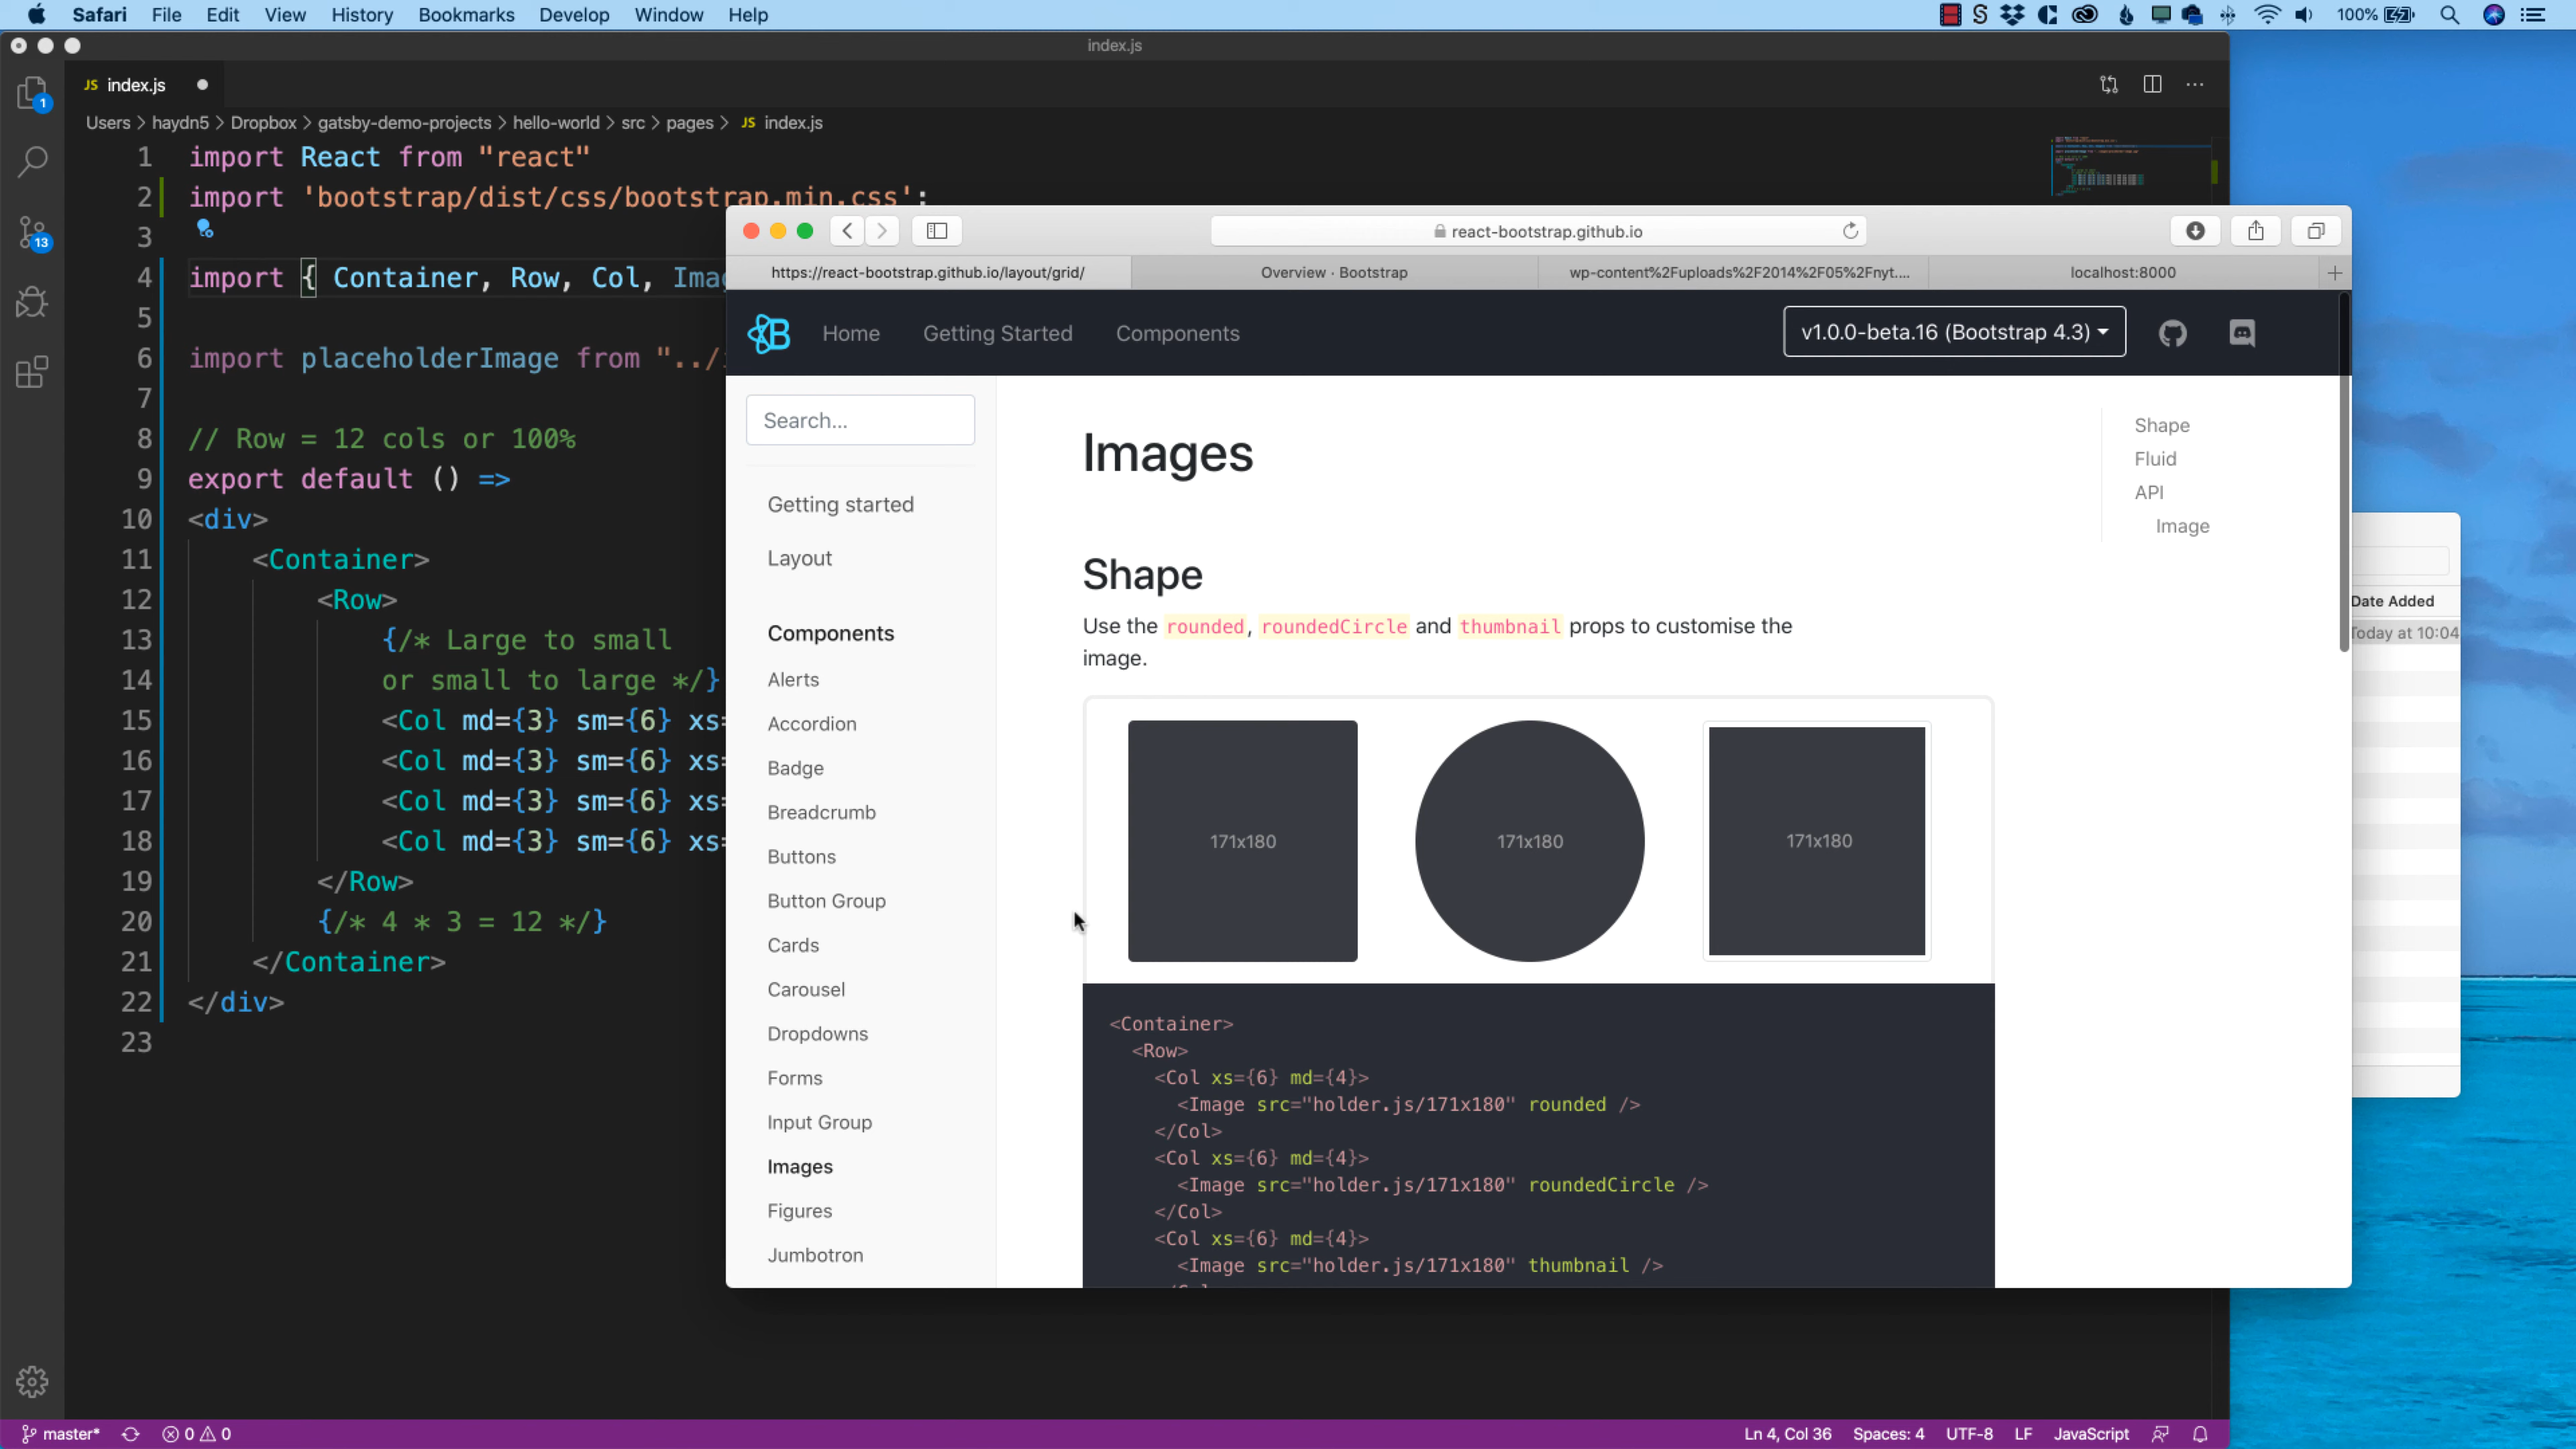 Safari File Edit View History Bookmarks Develop Window Help
100%
index.js
JS index.js
1
Users > haydn5 > Dropbox > gatsby-demo-projects > hello-world > src > pages > JS index.js
13
1 import React from "react"
2 import 'bootstrap/dist/css/bootstrap.min.css';
3
4 import { Container, Row, Col, Imag
5
6 import placeholderImage from "../
7
8 // Row = 12 cols or 100%
9 export default () =>
10 <div>
11 <Container>
12 <Row>
13 {/* Large to small
14 or small to large */}
15 <Col md={3} sm={6} xs=
16 <Col md={3} sm={6} xs=
17 <Col md={3} sm={6} xs=
18 <Col md={3} sm={6} xs=
19 </Row>
20 {/* 4 * 3 = 12 */}
21 </Container>
22 </div>
23
react-bootstrap.github.io
https://react-bootstrap.github.io/layout/grid/
Overview · Bootstrap
wp-content%2Fuploads%2F2014%2F05%2Fnyt....
localhost:8000
B Home Getting Started Components
v1.0.0-beta.16 (Bootstrap 4.3)
Search...
Getting started
Layout
Components
Alerts
Accordion
Badge
Breadcrumb
Buttons
Button Group
Cards
Carousel
Dropdowns
Forms
Input Group
Images
Figures
Jumbotron
Images
Shape
Use the rounded, roundedCircle and thumbnail props to customise the
image.
171x180
171x180
171x180
<Container>
<Row>
<Col xs={6} md={4}>
<Image src="holder.js/171x180" rounded />
</Col>
<Col xs={6} md={4}>
<Image src="holder.js/171x180" roundedCircle />
</Col>
<Col xs={6} md={4}>
<Image src="holder.js/171x180" thumbnail />
Shape
Fluid
API
Image
Date Added
Today at 10:04
master* 0 0
Ln 4, Col 36 Spaces: 4 UTF-8 LF JavaScript